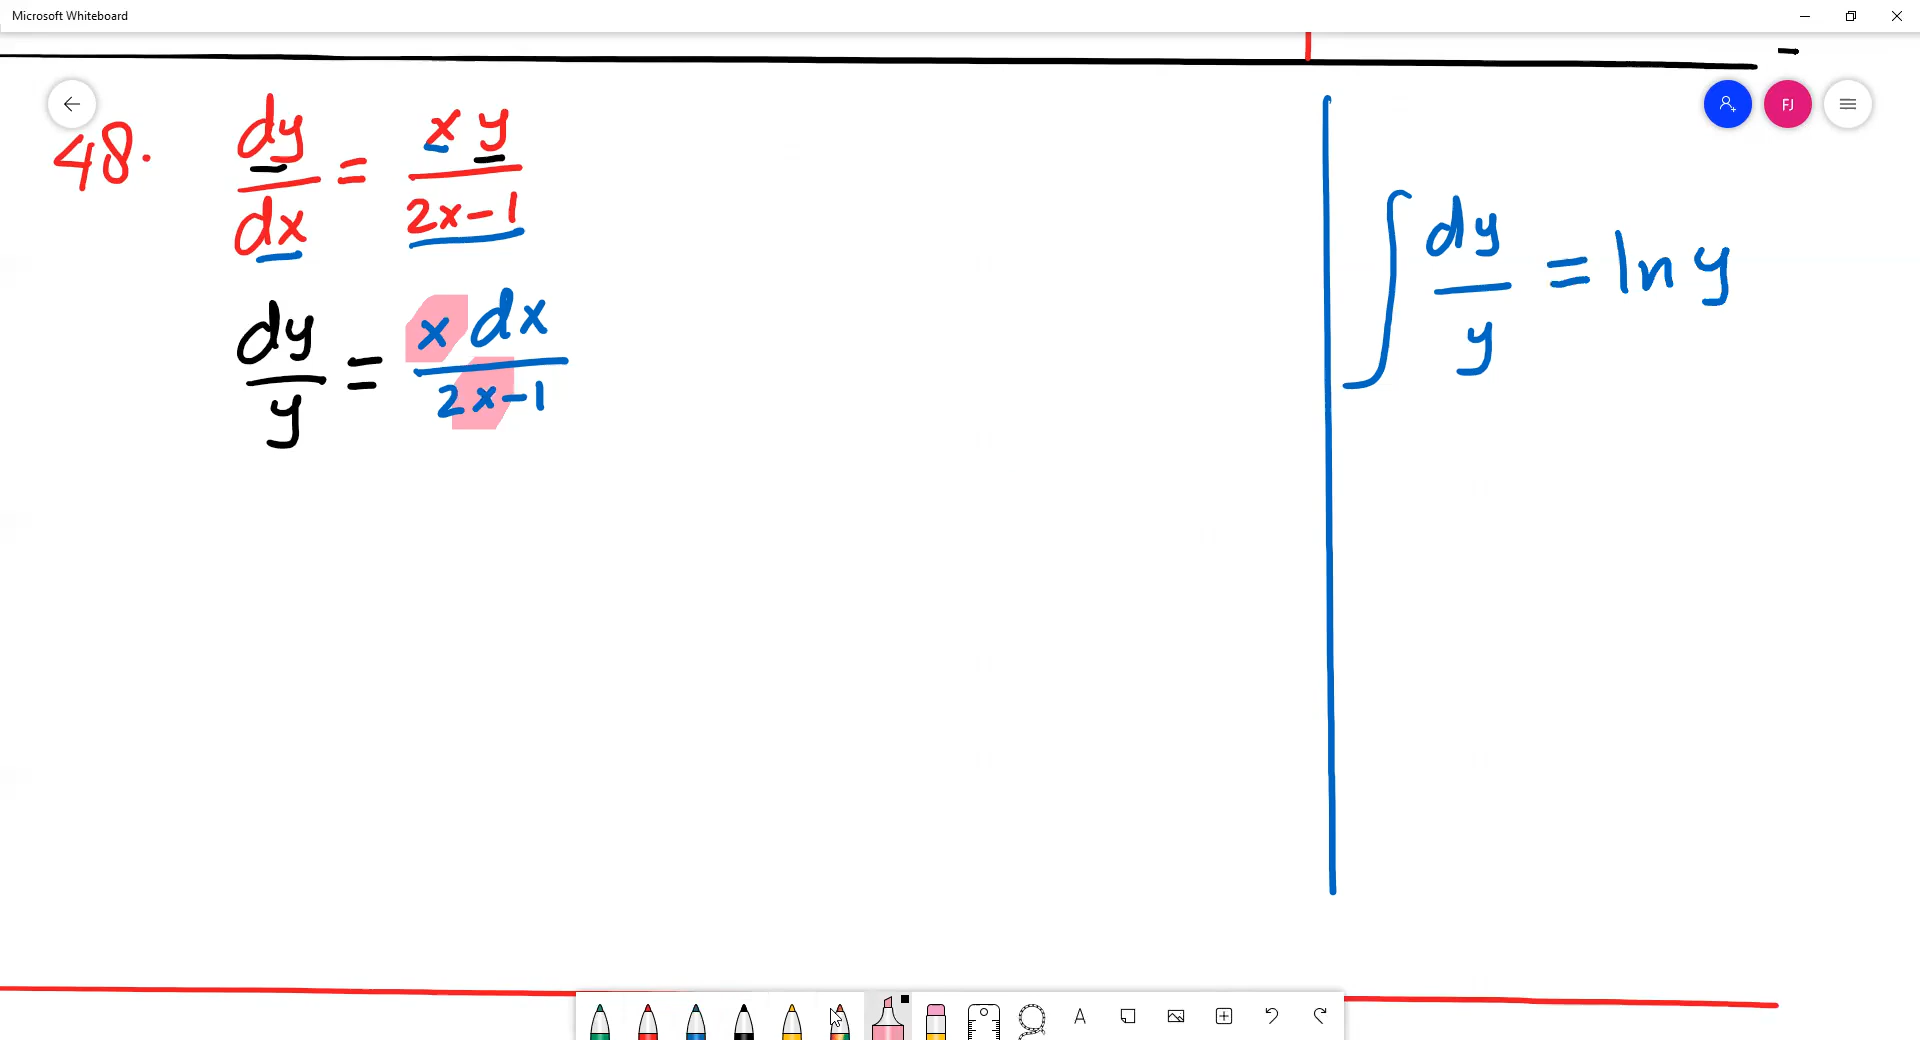 Microsoft Whiteboard
FJ
48. dy/dx = xy/(2x-1)
dy/y = x dx/(2x-1)
∫ dy/y = ln y
A